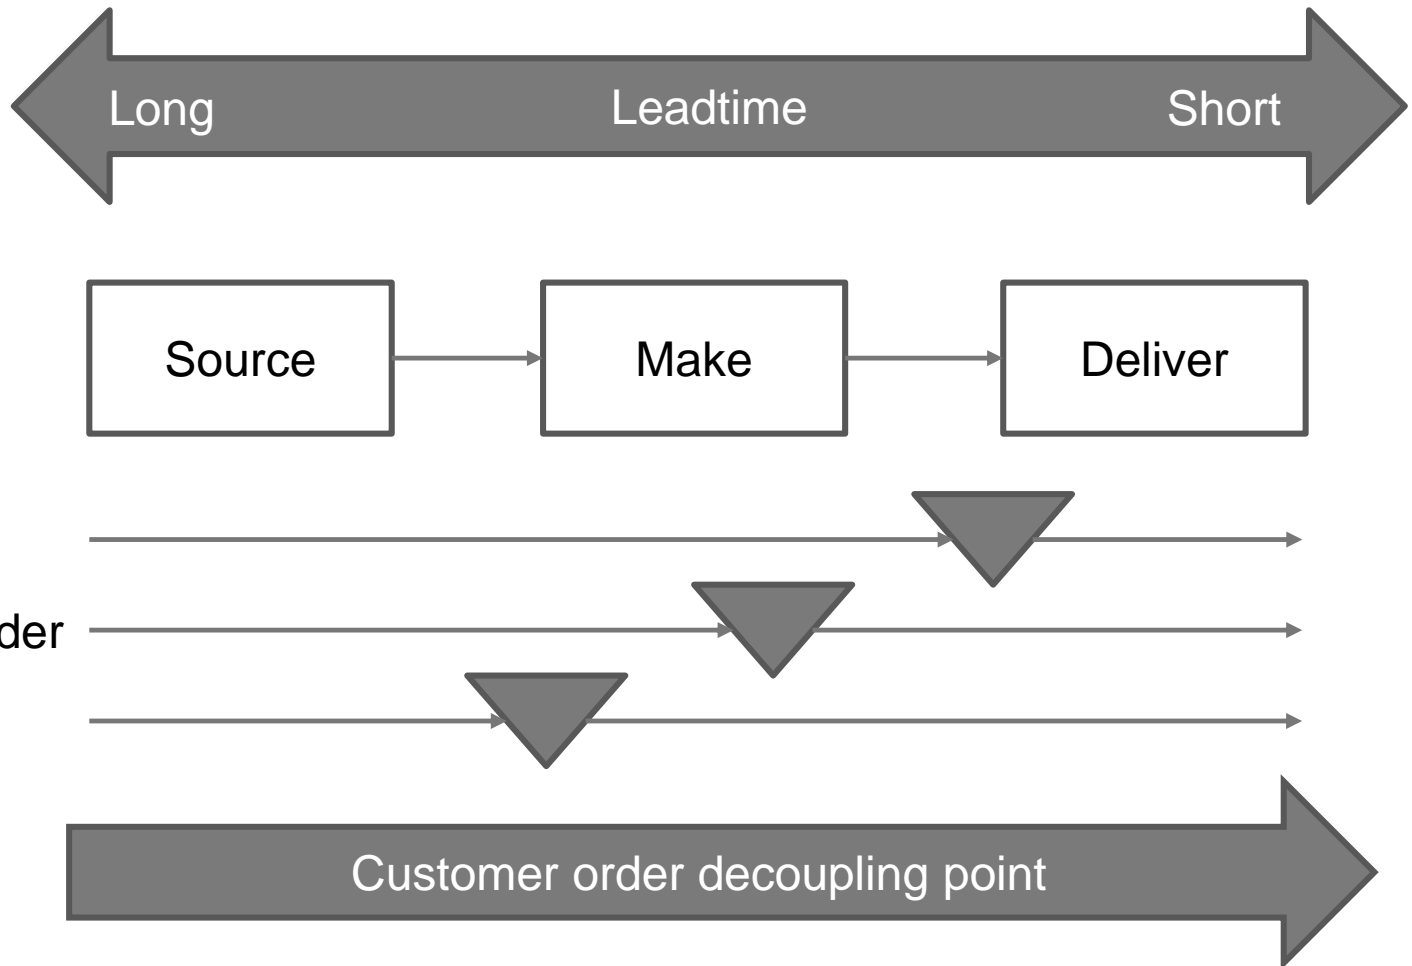 Long Leadtime Short
Source Make Deliver
der
Customer order decoupling point